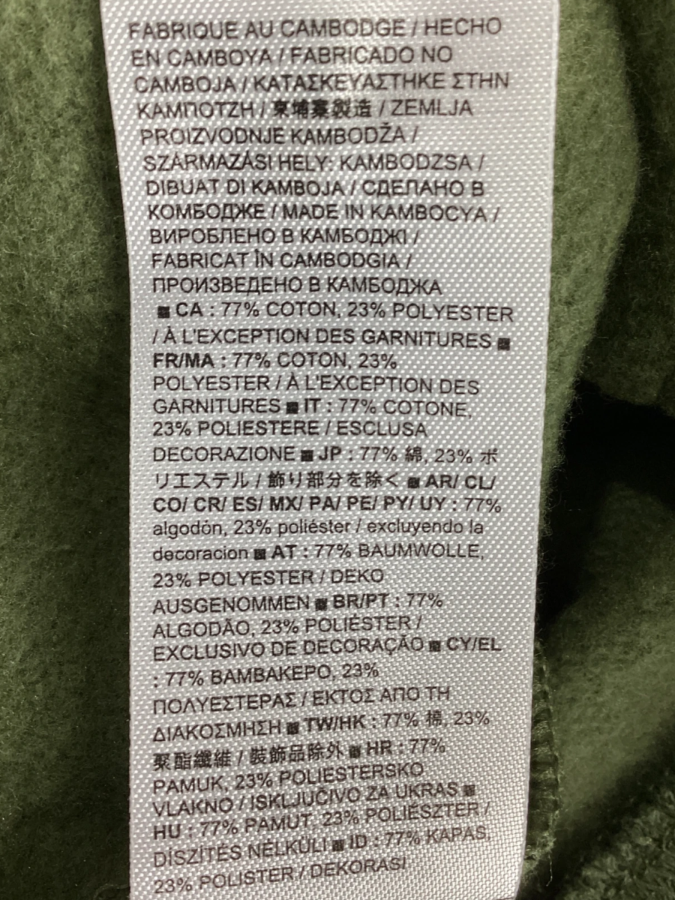 FABRIQUE AU CAMBODGE / HECHO
EN CAMBOYA / FABRICADO NO
CAMBOJA / ΚΑΤΑΣΚΕΥΑΣΤΗΚΕ ΣΤΗΝ
ΚΑΜΠΟΤΖΗ / 柬埔寨製造 / ZEMLJA
PROIZVODNJE KAMBODŽA /
SZÁRMAZÁSI HELY: KAMBODZSA /
DIBUAT DI KAMBOJA / СДЕЛАНО В
КОМБОДЖЕ / MADE IN KAMBOCYA /
ВИРОБЛЕНО В КАМБОДЖІ /
FABRICAT ÎN CAMBODGIA /
ПРОИЗВЕДЕНО В КАМБОДЖА
■ CA : 77% COTON, 23% POLYESTER
/ À L'EXCEPTION DES GARNITURES ■
FR/MA : 77% COTON, 23%
POLYESTER / À L'EXCEPTION DES
GARNITURES ■ IT : 77% COTONE,
23% POLIESTERE / ESCLUSA
DECORAZIONE ■ JP : 77% 綿, 23% ポ
リエステル / 飾り部分を除く ■ AR/ CL/
CO/ CR/ ES/ MX/ PA/ PE/ PY/ UY : 77%
algodón, 23% poliéster / excluyendo la
decoracion ■ AT : 77% BAUMWOLLE,
23% POLYESTER / DEKO
AUSGENOMMEN ■ BR/PT : 77%
ALGODÃO, 23% POLIÉSTER /
EXCLUSIVO DE DECORAÇÃO ■ CY/EL
: 77% ΒΑΜΒΑΚΕΡΟ, 23%
ΠΟΛΥΕΣΤΕΡΑΣ / ΕΚΤΟΣ ΑΠΟ ΤΗ
ΔΙΑΚΟΣΜΗΣΗ ■ TW/HK : 77% 棉, 23%
聚酯纖維 / 裝飾品除外 ■ HR : 77%
PAMUK, 23% POLIESTERSKO
VLAKNO / ISKLJUČIVO ZA UKRAS ■
HU : 77% PAMUT, 23% POLIÉSZTER /
DÍSZÍTÉS NÉLKÜLI ■ ID : 77% KAPAS,
23% POLISTER / DEKORASI